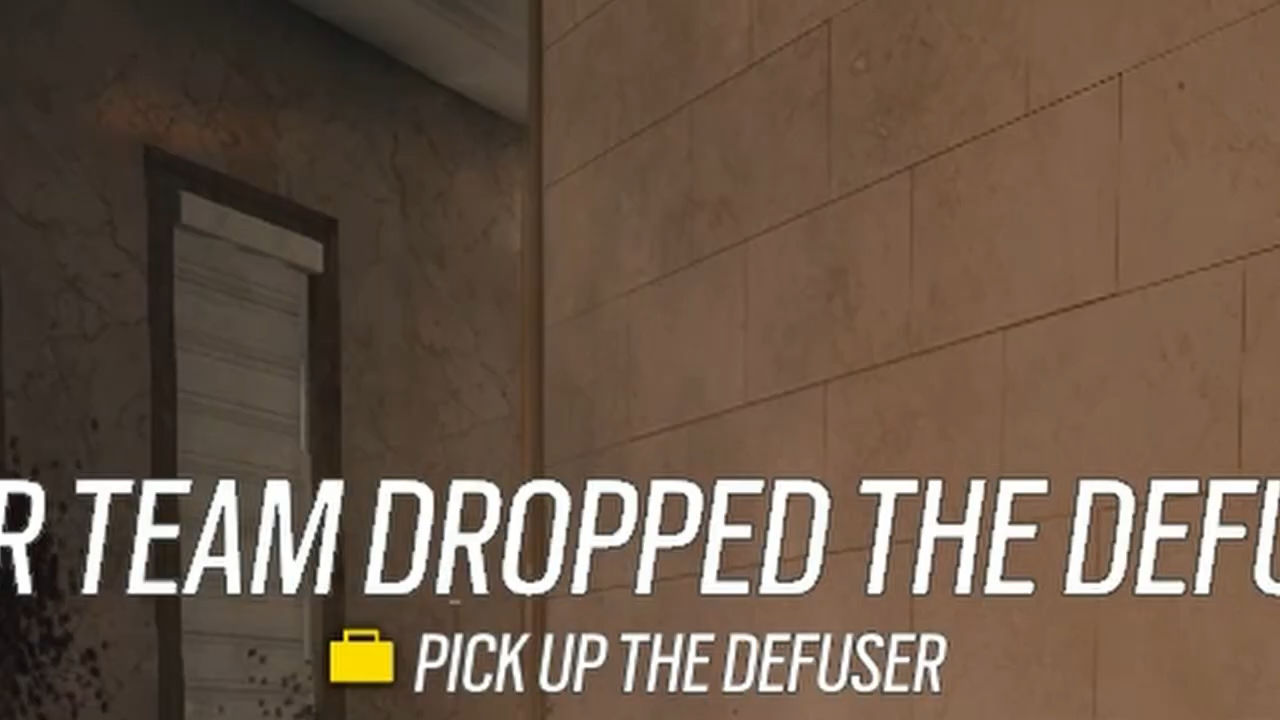 R TEAM DROPPED THE DEFU
PICK UP THE DEFUSER